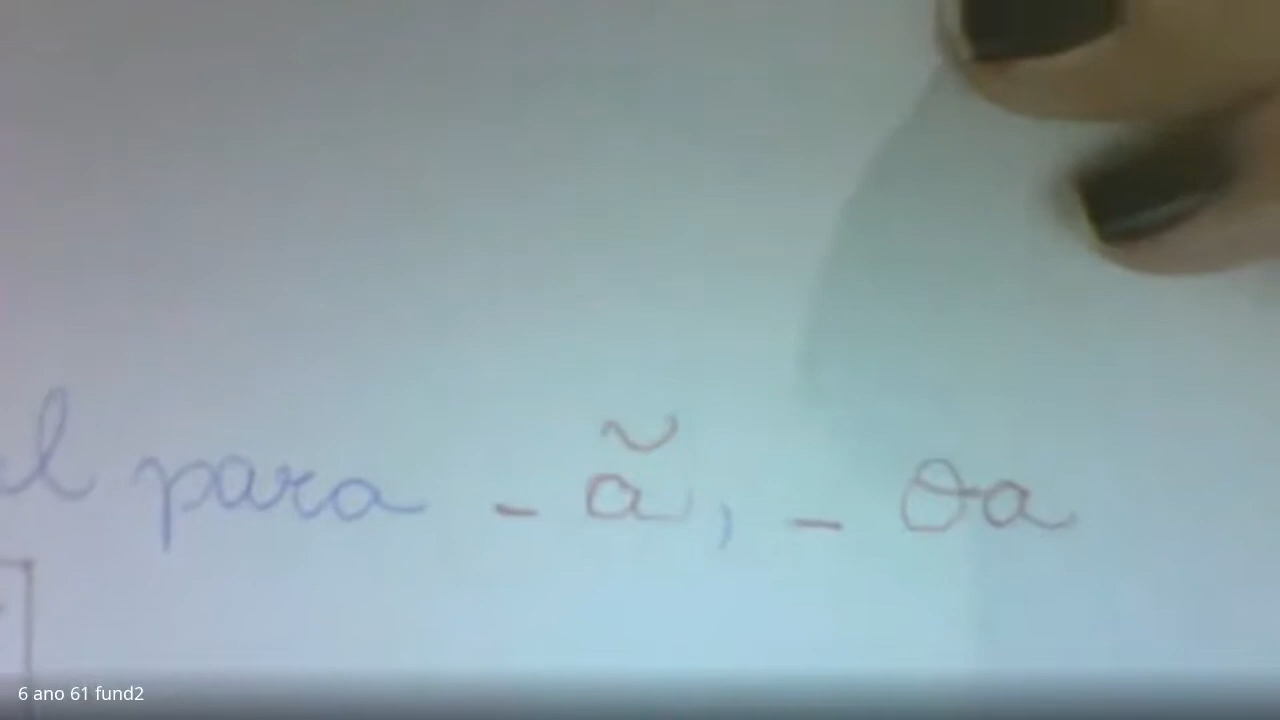 l para - ã, - oa
6 ano 61 fund2